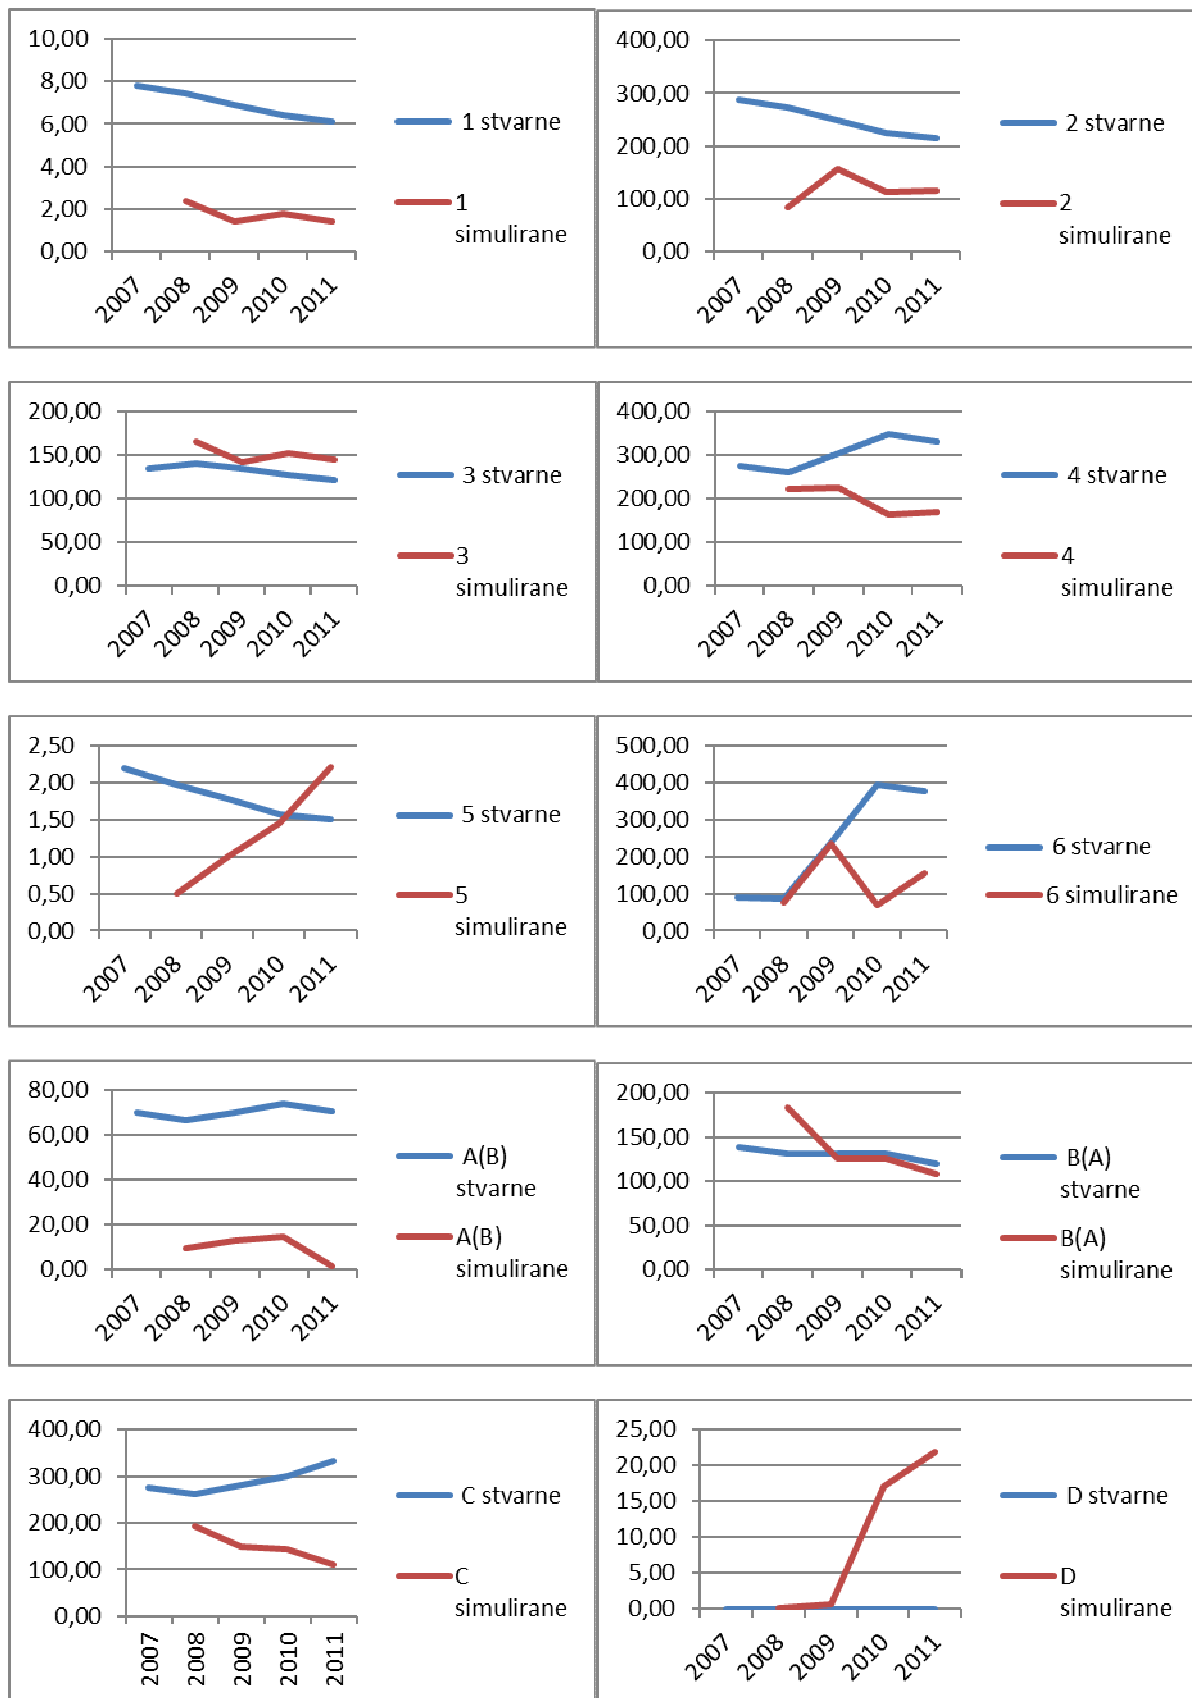 10,00
8,00
6,00
4,00
2,00
0,00
2007 2008 2009 2010 2011
1 stvarne
1
simulirane
400,00
300,00
200,00
100,00
0,00
2007 2008 2009 2010 2011
2 stvarne
2
simulirane
200,00
150,00
100,00
50,00
0,00
2007 2008 2009 2010 2011
3 stvarne
3
simulirane
400,00
300,00
200,00
100,00
0,00
2007 2008 2009 2010 2011
4 stvarne
4
simulirane
2,50
2,00
1,50
1,00
0,50
0,00
2007 2008 2009 2010 2011
5 stvarne
5
simulirane
500,00
400,00
300,00
200,00
100,00
0,00
2007 2008 2009 2010 2011
6 stvarne
6 simulirane
80,00
60,00
40,00
20,00
0,00
2007 2008 2009 2010 2011
A(B)
stvarne
A(B)
simulirane
200,00
150,00
100,00
50,00
0,00
2007 2008 2009 2010 2011
B(A)
stvarne
B(A)
simulirane
400,00
300,00
200,00
100,00
0,00
2007 2008 2009 2010 2011
C stvarne
C
simulirane
25,00
20,00
15,00
10,00
5,00
0,00
2007 2008 2009 2010 2011
D stvarne
D
simulirane